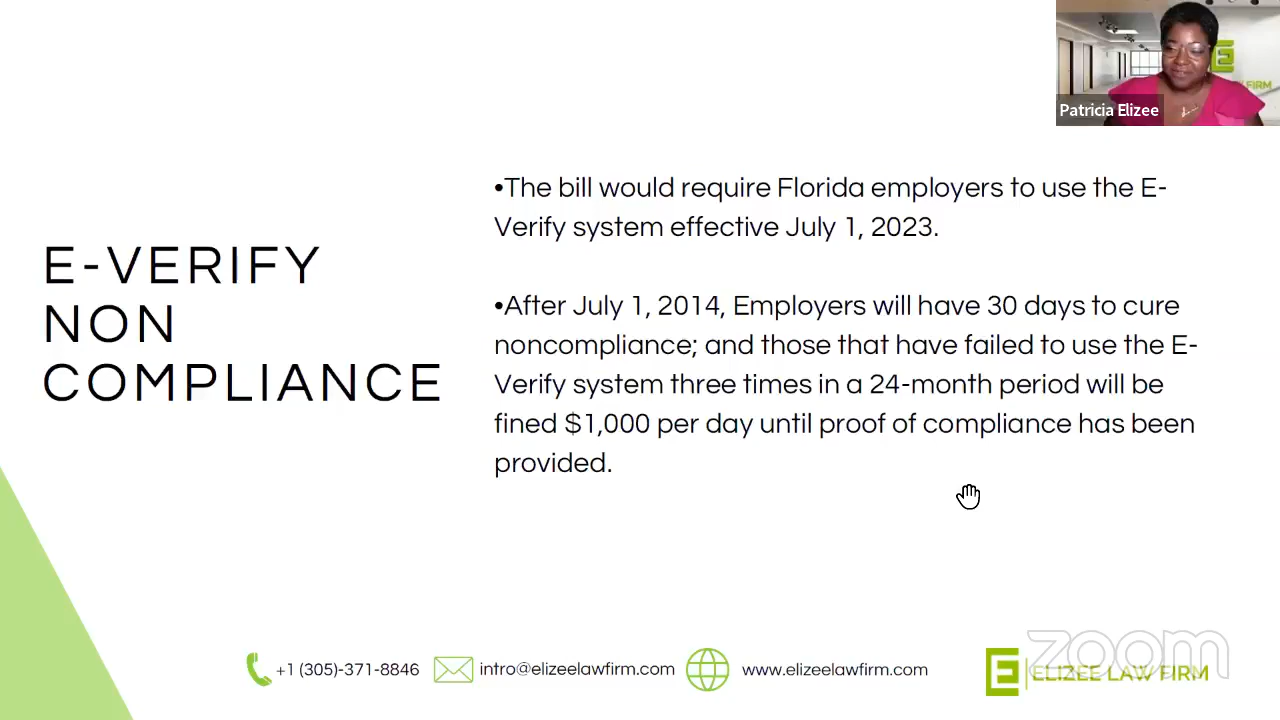 E
FIRM
Patricia Elizee
E-VERIFY
NON
COMPLIANCE
•The bill would require Florida employers to use the E-
Verify system effective July 1, 2023.
•After July 1, 2014, Employers will have 30 days to cure
noncompliance; and those that have failed to use the E-
Verify system three times in a 24-month period will be
fined $1,000 per day until proof of compliance has been
provided.
+1 (305)-371-8846
intro@elizeelawfirm.com
www.elizeelawfirm.com
zoom
E ELIZEE LAW FIRM